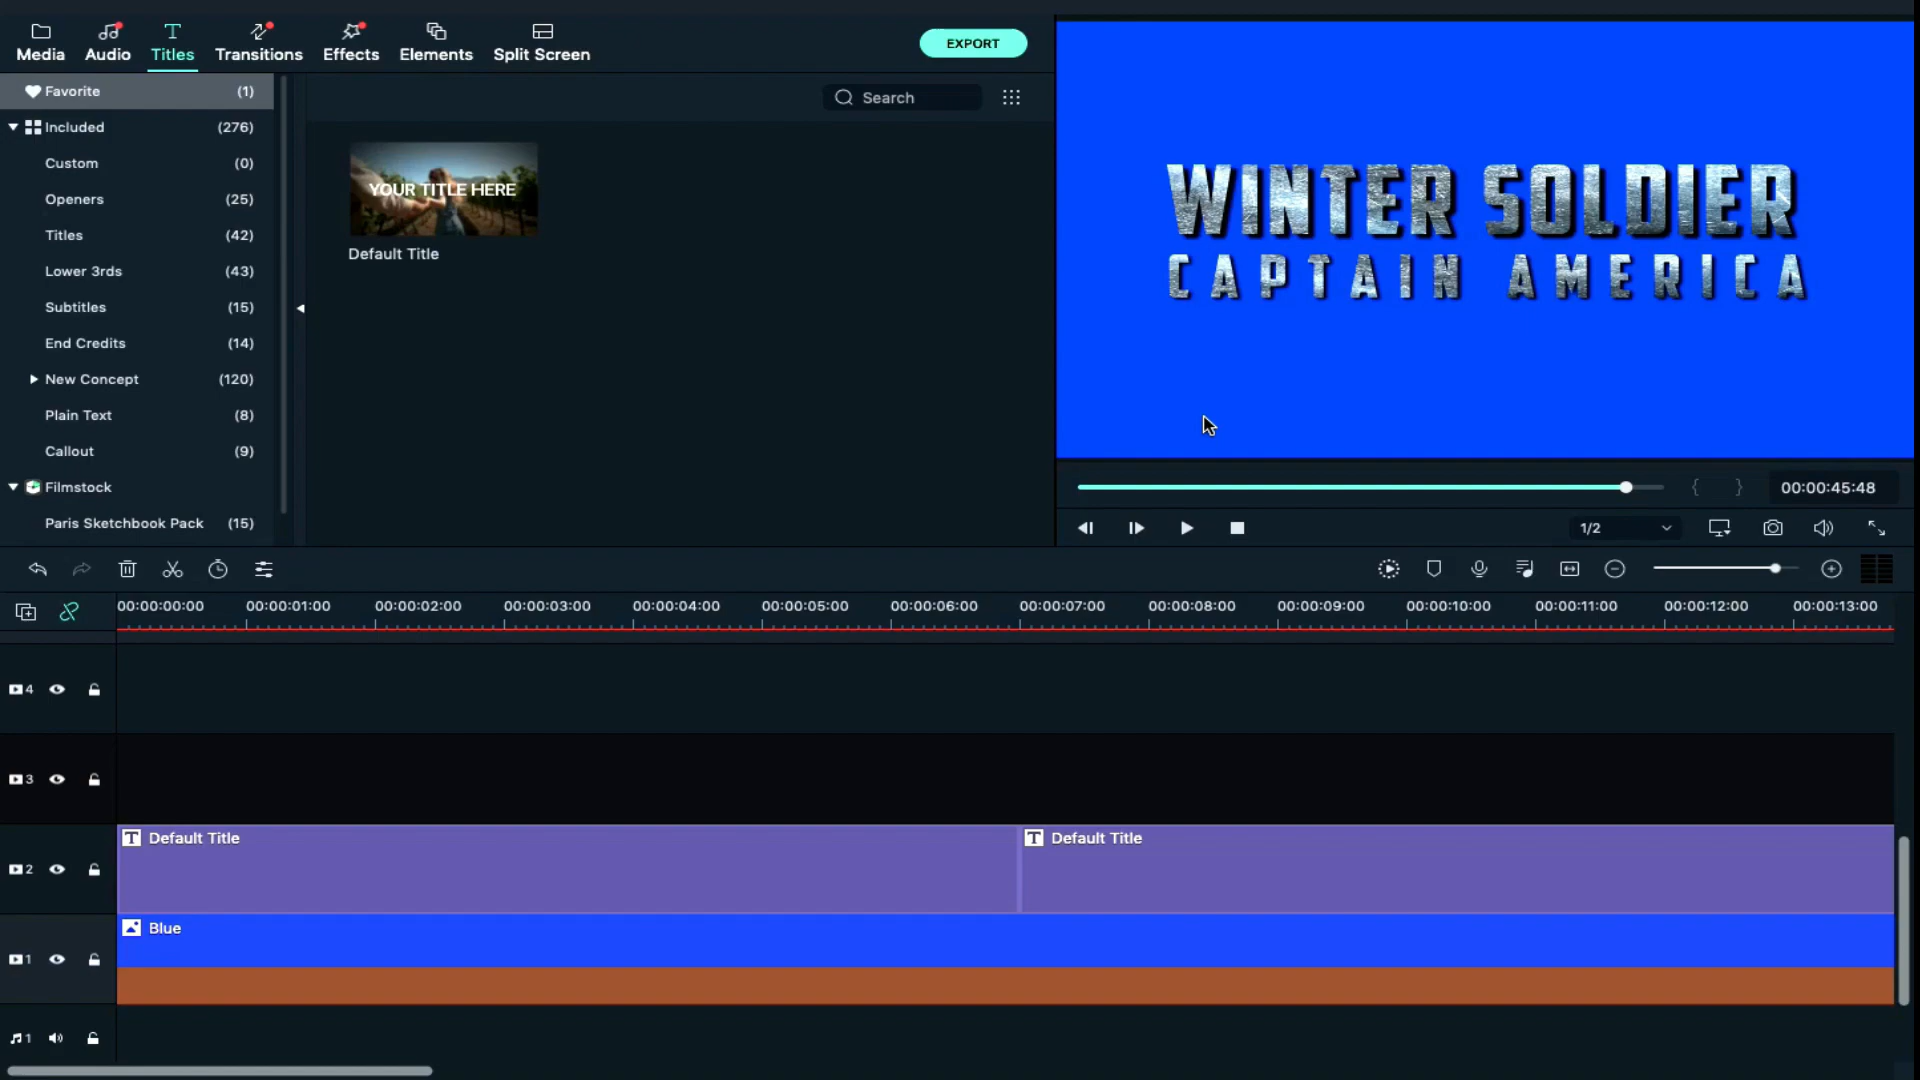 Media Audio Titles Transitions Effects Elements Split Screen
EXPORT
Favorite (1)
Included (276)
Custom (0)
Openers (25)
Titles (42)
Lower 3rds (43)
Subtitles (15)
End Credits (14)
New Concept (120)
Plain Text (8)
Callout (9)
Filmstock
Paris Sketchbook Pack (15)
Search
YOUR TITLE HERE
Default Title
WINTER SOLDIER
CAPTAIN AMERICA
{ } 00:00:45:48
1/2
00:00:00:00 00:00:01:00 00:00:02:00 00:00:03:00 00:00:04:00 00:00:05:00 00:00:06:00 00:00:07:00 00:00:08:00 00:00:09:00 00:00:10:00 00:00:11:00 00:00:12:00 00:00:13:00
4
3
T Default Title T Default Title
2
Blue
1
1